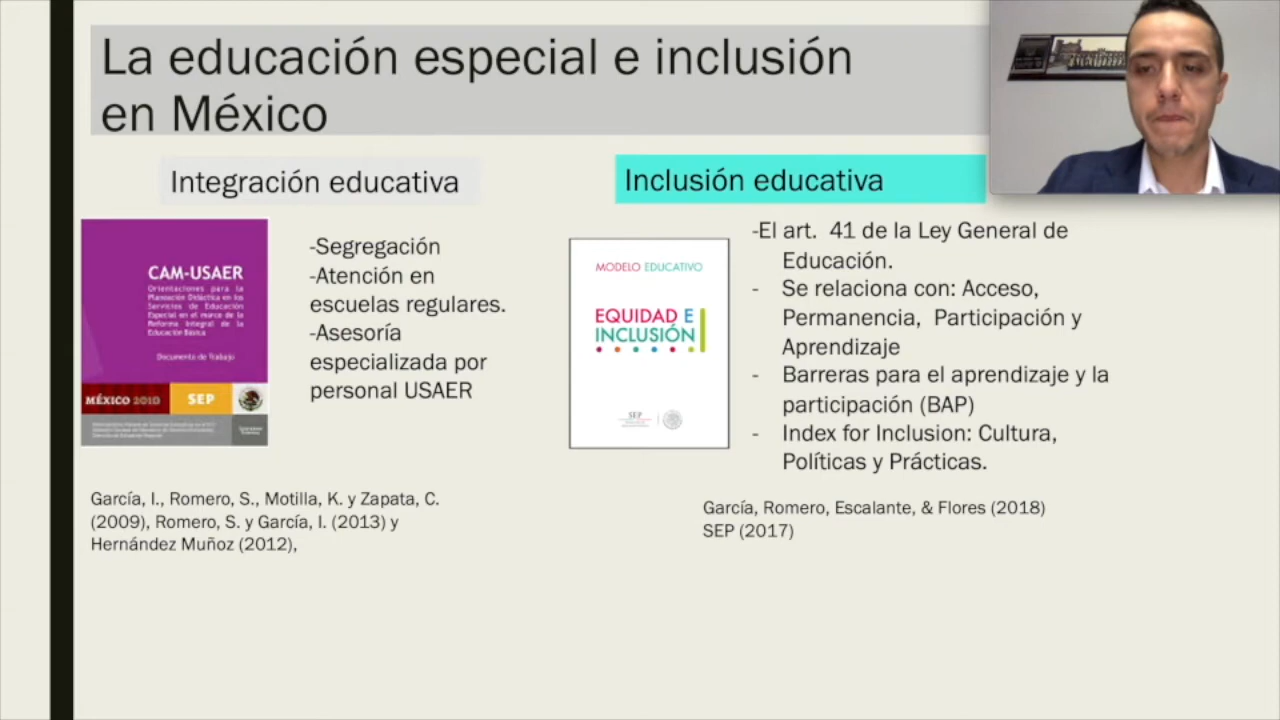 La educación especial e inclusión
en México
Integración educativa
CAM-USAER
Orientaciones para la
Planeación Didáctica en los
Servicios de Educación
Especial en el marco de la
Reforma Integral de la
Educación Básica
Documento de Trabajo
MÉXICO 2010
SEP
-Segregación
-Atención en
escuelas regulares.
-Asesoría
especializada por
personal USAER
García, I., Romero, S., Motilla, K. y Zapata, C.
(2009), Romero, S. y García, I. (2013) y
Hernández Muñoz (2012),
Inclusión educativa
MODELO EDUCATIVO
EQUIDAD E
INCLUSIÓN
SEP
-El art.  41 de la Ley General de
Educación.
- Se relaciona con: Acceso,
Permanencia,  Participación y
Aprendizaje
- Barreras para el aprendizaje y la
participación (BAP)
- Index for Inclusion: Cultura,
Políticas y Prácticas.
García, Romero, Escalante, & Flores (2018)
SEP (2017)